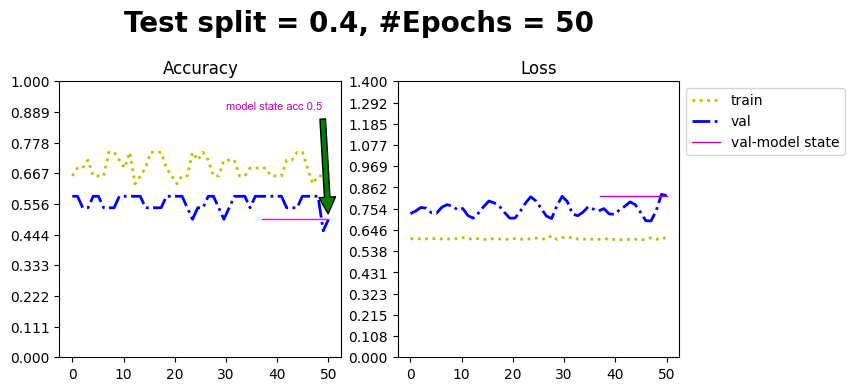 Test split = 0.4, #Epochs = 50
Accuracy
1.000
0.889
0.778
0.667
0.556
0.444
0.333
0.222
0.111
0.000
0 10 20 30 40 50
model state acc 0.5
Loss
1.400
1.292
1.185
1.077
0.969
0.862
0.754
0.646
0.538
0.431
0.323
0.215
0.108
0.000
0 10 20 30 40 50
train
val
val-model state